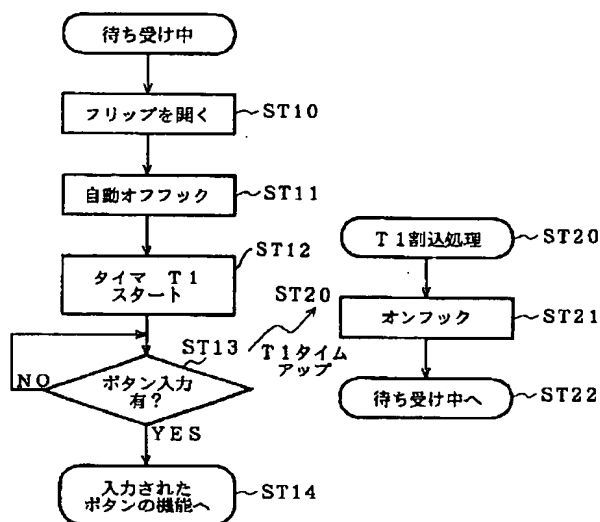 待ち受け中
フリップを開く
ST10
自動オフフック
ST11
ST12
タイマ T1
スタート
ST13
NO
ボタン入力
有?
YES
入力された
ボタンの機能へ
ST14
ST20
T1タイム
アップ
T1割込処理
ST20
オンフック
ST21
待ち受け中へ
ST22